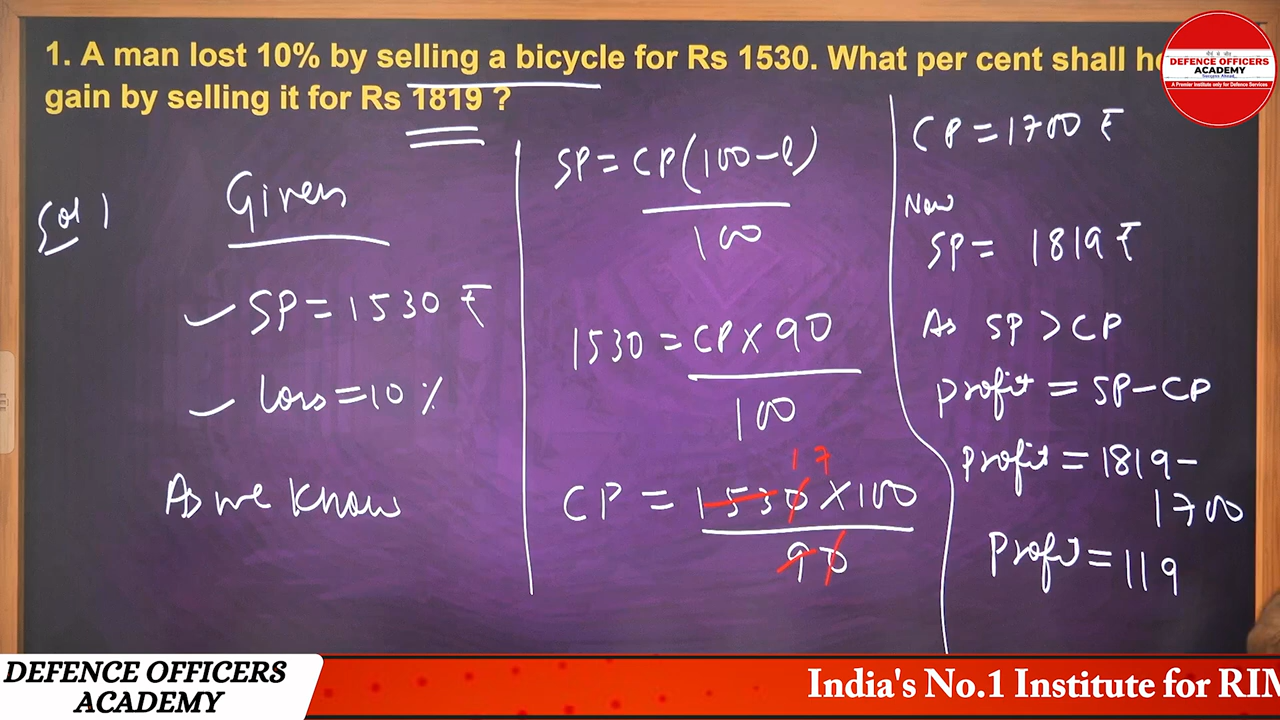 1. A man lost 10% by selling a bicycle for Rs 1530. What per cent shall he
gain by selling it for Rs 1819 ?
DEFENCE OFFICERS
ACADEMY
A Premier Institute only for Defence Services
Sol 1
Given
SP = 1530 ₹
Loss = 10 %
As we know
SP = CP(100-l)
100
1530 = CP × 90
100
17
CP = 1530 × 100
90
CP = 1700 ₹
Now
SP = 1819 ₹
As SP > CP
Profit = SP - CP
Profit = 1819 -
1700
Profit = 119
DEFENCE OFFICERS
ACADEMY
India's No.1 Institute for RIM